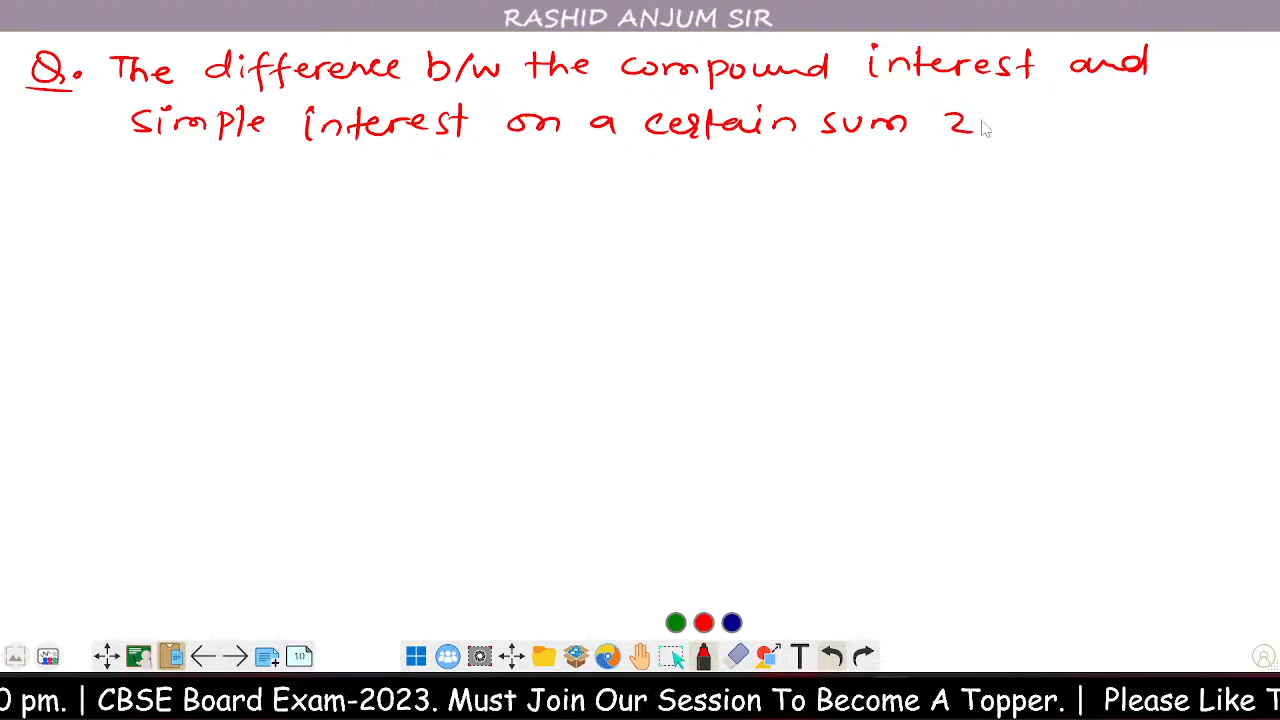 RASHID ANJUM SIR
Q. The difference b/w the compound interest and
simple interest on a certain sum 2
10
0 pm. | CBSE Board Exam-2023. Must Join Our Session To Become A Topper. | Please Like T